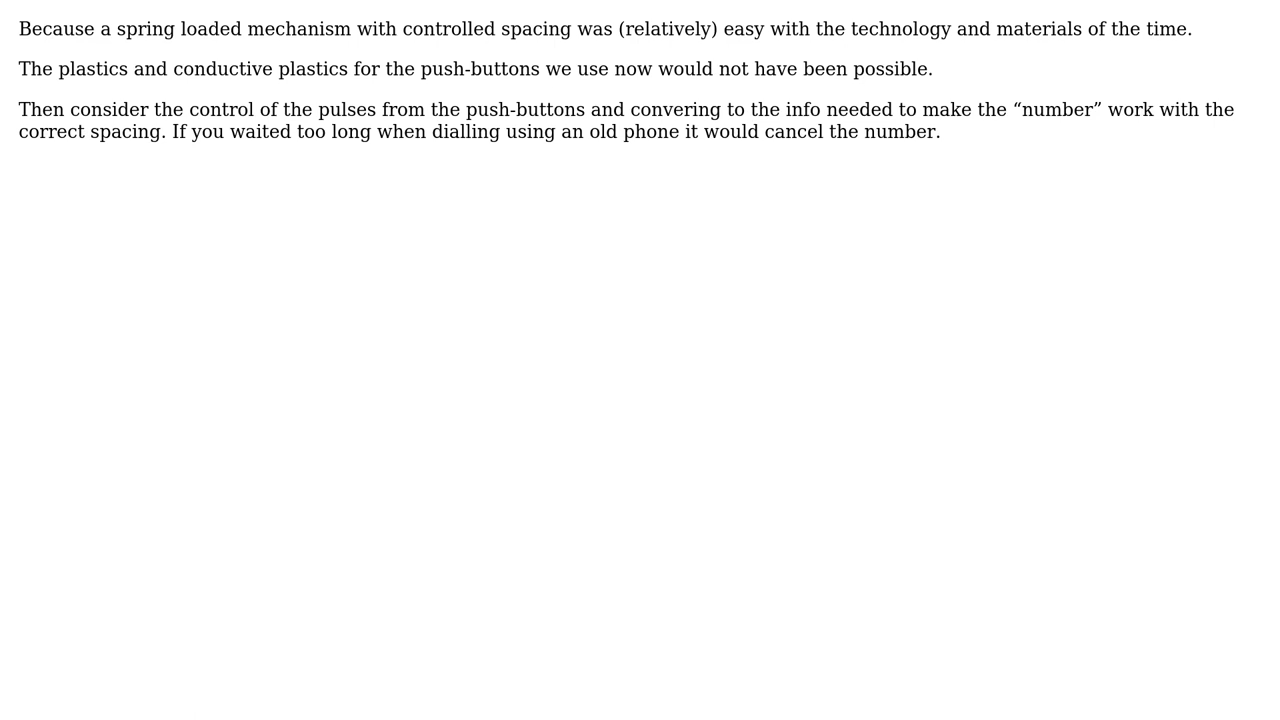 Because a spring loaded mechanism with controlled spacing was (relatively) easy with the technology and materials of the time.
The plastics and conductive plastics for the push-buttons we use now would not have been possible.
Then consider the control of the pulses from the push-buttons and convering to the info needed to make the “number” work with the
correct spacing. If you waited too long when dialling using an old phone it would cancel the number.